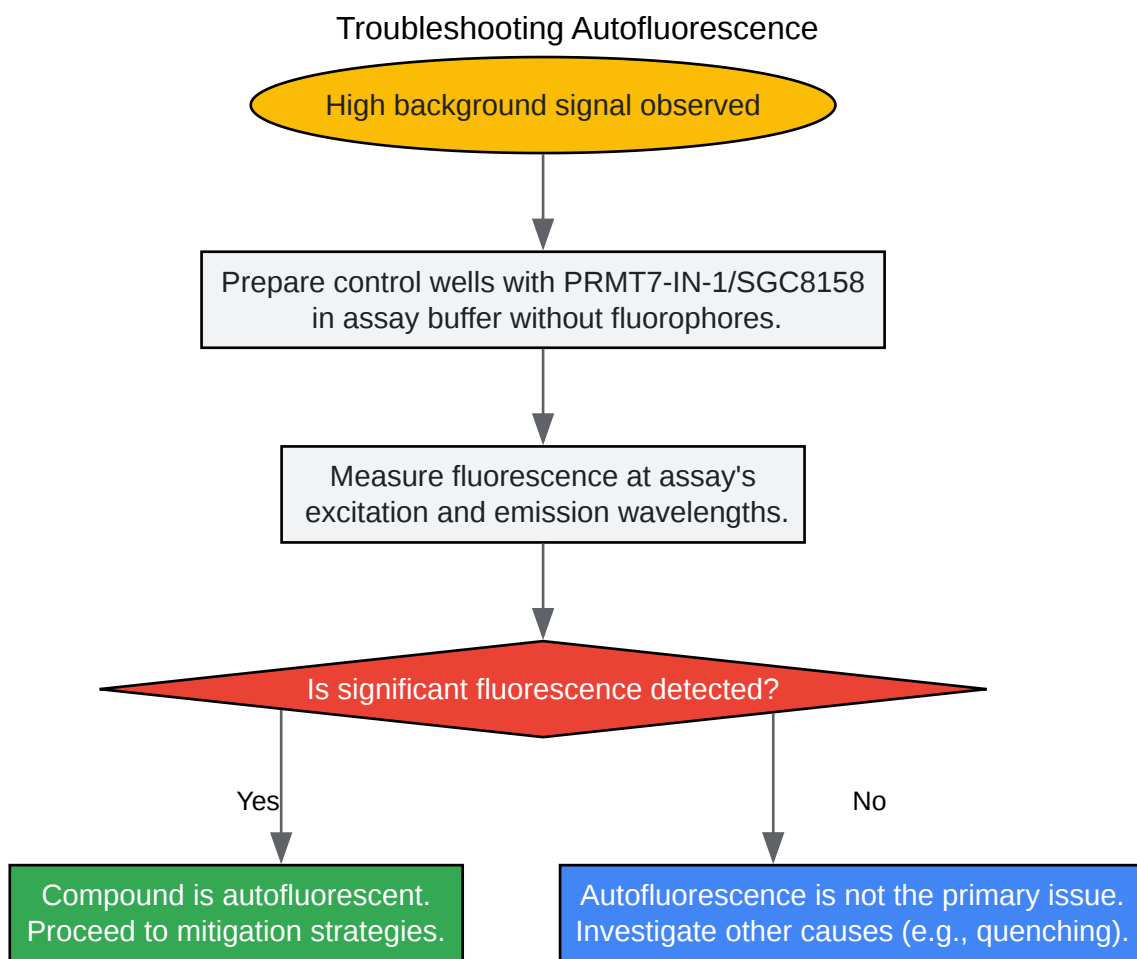 Troubleshooting Autofluorescence
High background signal observed
Prepare control wells with PRMT7-IN-1/SGC8158
in assay buffer without fluorophores.
Measure fluorescence at assay's
excitation and emission wavelengths.
Is significant fluorescence detected?
Yes
No
Compound is autofluorescent.
Proceed to mitigation strategies.
Autofluorescence is not the primary issue.
Investigate other causes (e.g., quenching).